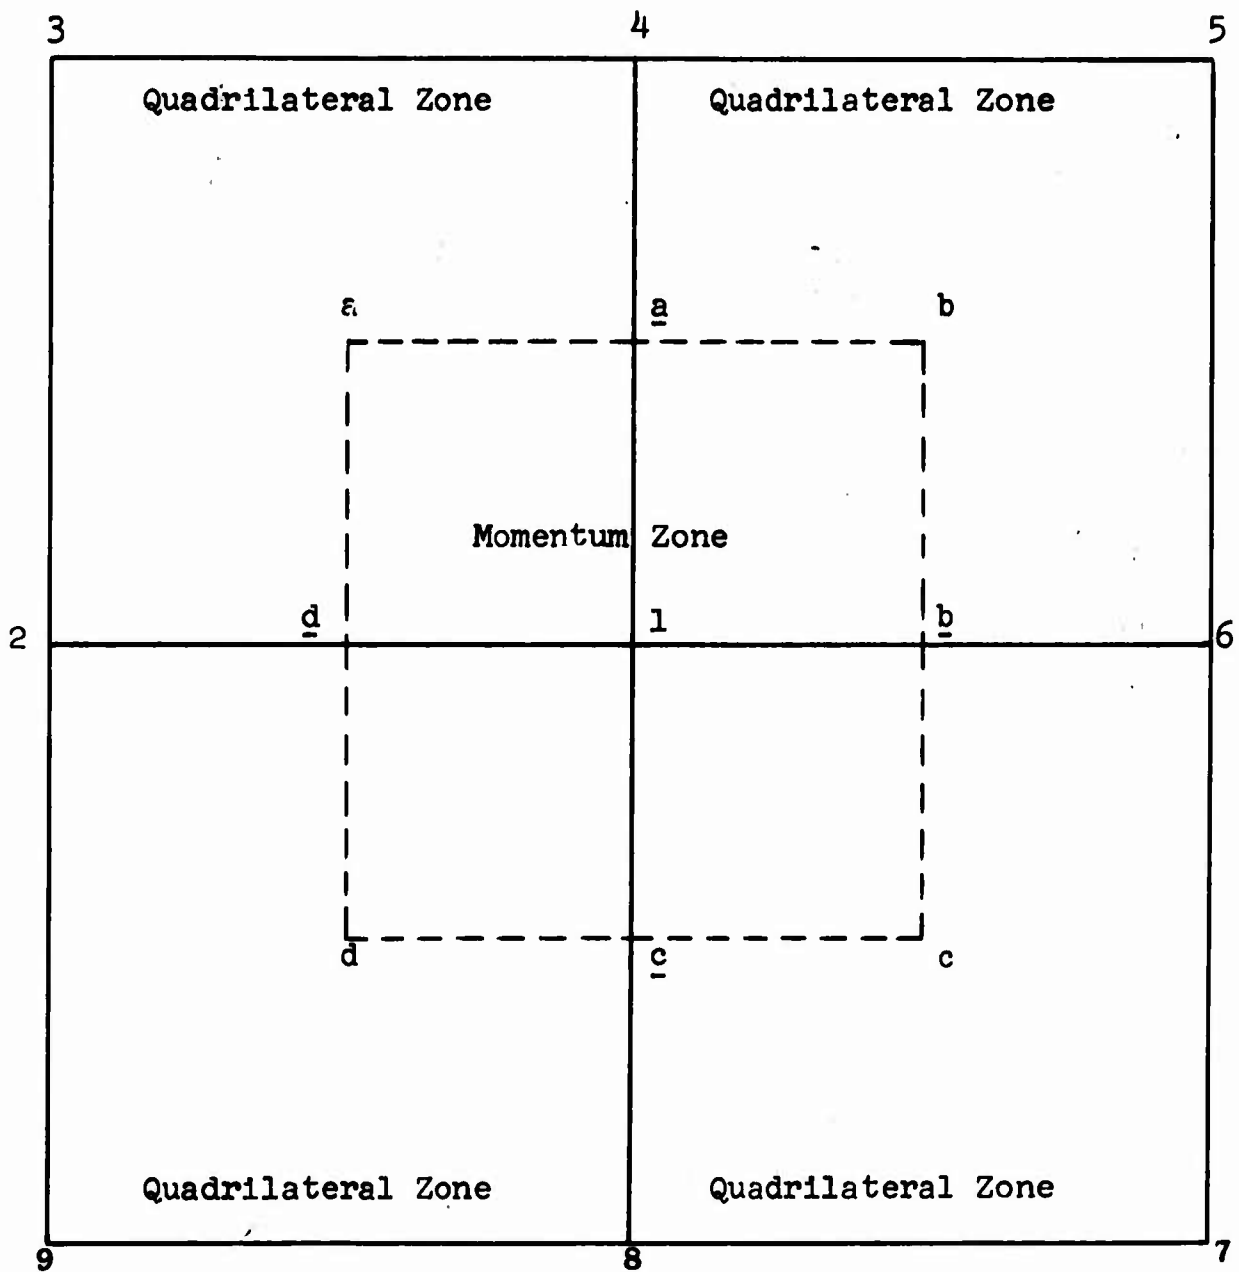 3 4 5
Quadrilateral Zone Quadrilateral Zone
a a b
Momentum Zone
2 d 1 b 6
d c c
Quadrilateral Zone Quadrilateral Zone
9 8 7